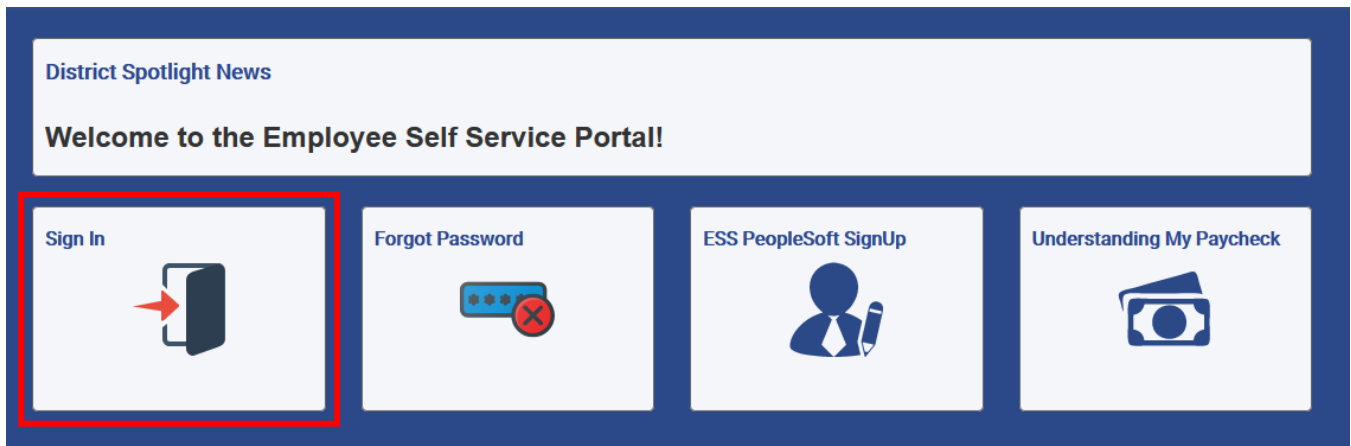 District Spotlight News
Welcome to the Employee Self Service Portal!
Sign In
Forgot Password
ESS PeopleSoft SignUp
Understanding My Paycheck